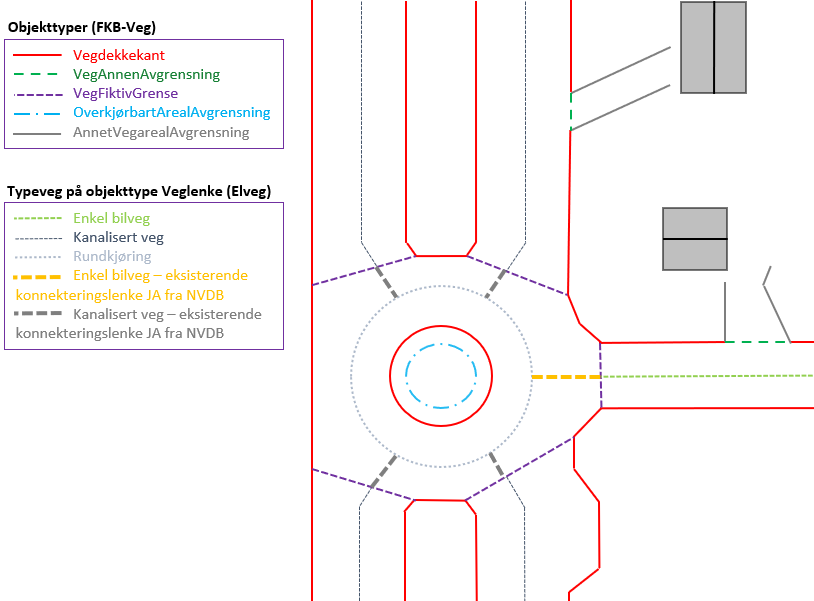 Objekttyper (FKB-Veg)
Vegdekkekant
VegAnnenAvgrensning
VegFiktivGrense
OverkjørbartArealAvgrensning
AnnetVegarealAvgrensning
Typeveg på objekttype Veglenke (Elveg)
Enkel bilveg
Kanalisert veg
Rundkjøring
Enkel bilveg – eksisterende
konnekteringslenke JA fra NVDB
Kanalisert veg – eksisterende
konnekteringslenke JA fra NVDB